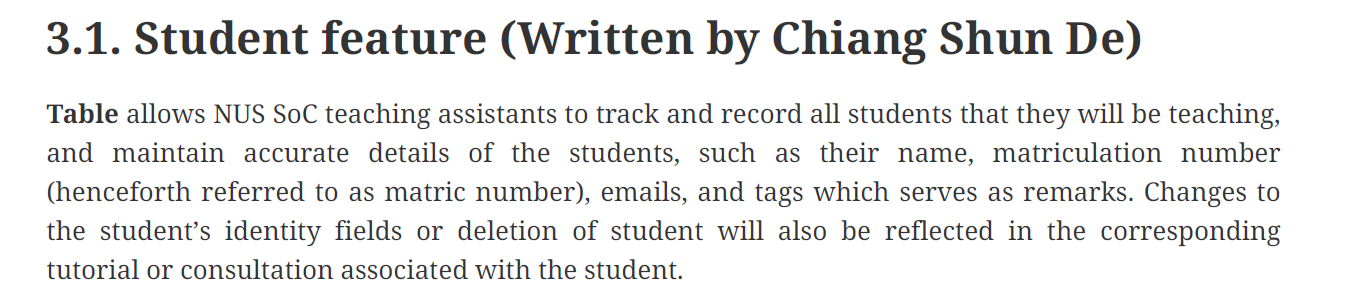 3.1. Student feature (Written by Chiang Shun De)
Table allows NUS SoC teaching assistants to track and record all students that they will be teaching,
and maintain accurate details of the students, such as their name, matriculation number
(henceforth referred to as matric number), emails, and tags which serves as remarks. Changes to
the student’s identity fields or deletion of student will also be reflected in the corresponding
tutorial or consultation associated with the student.